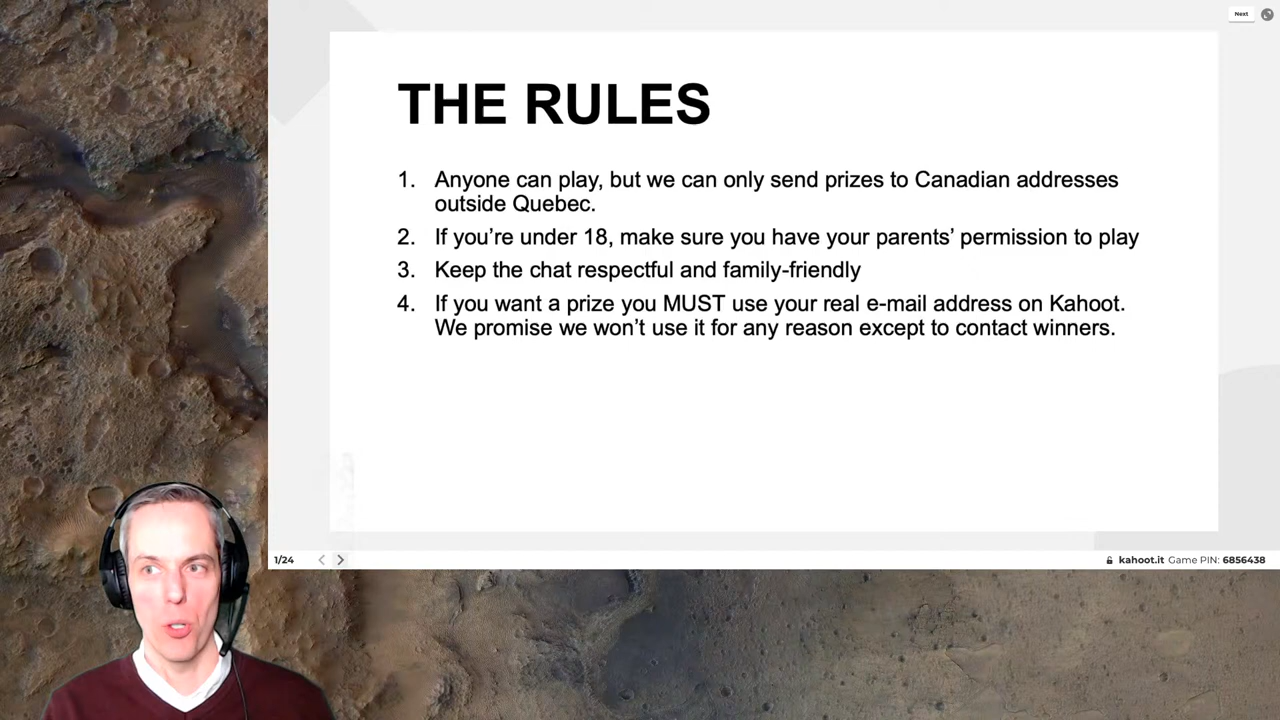 Next
THE RULES
1. Anyone can play, but we can only send prizes to Canadian addresses
outside Quebec.
2. If you’re under 18, make sure you have your parents’ permission to play
3. Keep the chat respectful and family-friendly
4. If you want a prize you MUST use your real e-mail address on Kahoot.
We promise we won’t use it for any reason except to contact winners.
1/24
kahoot.it Game PIN: 6856438